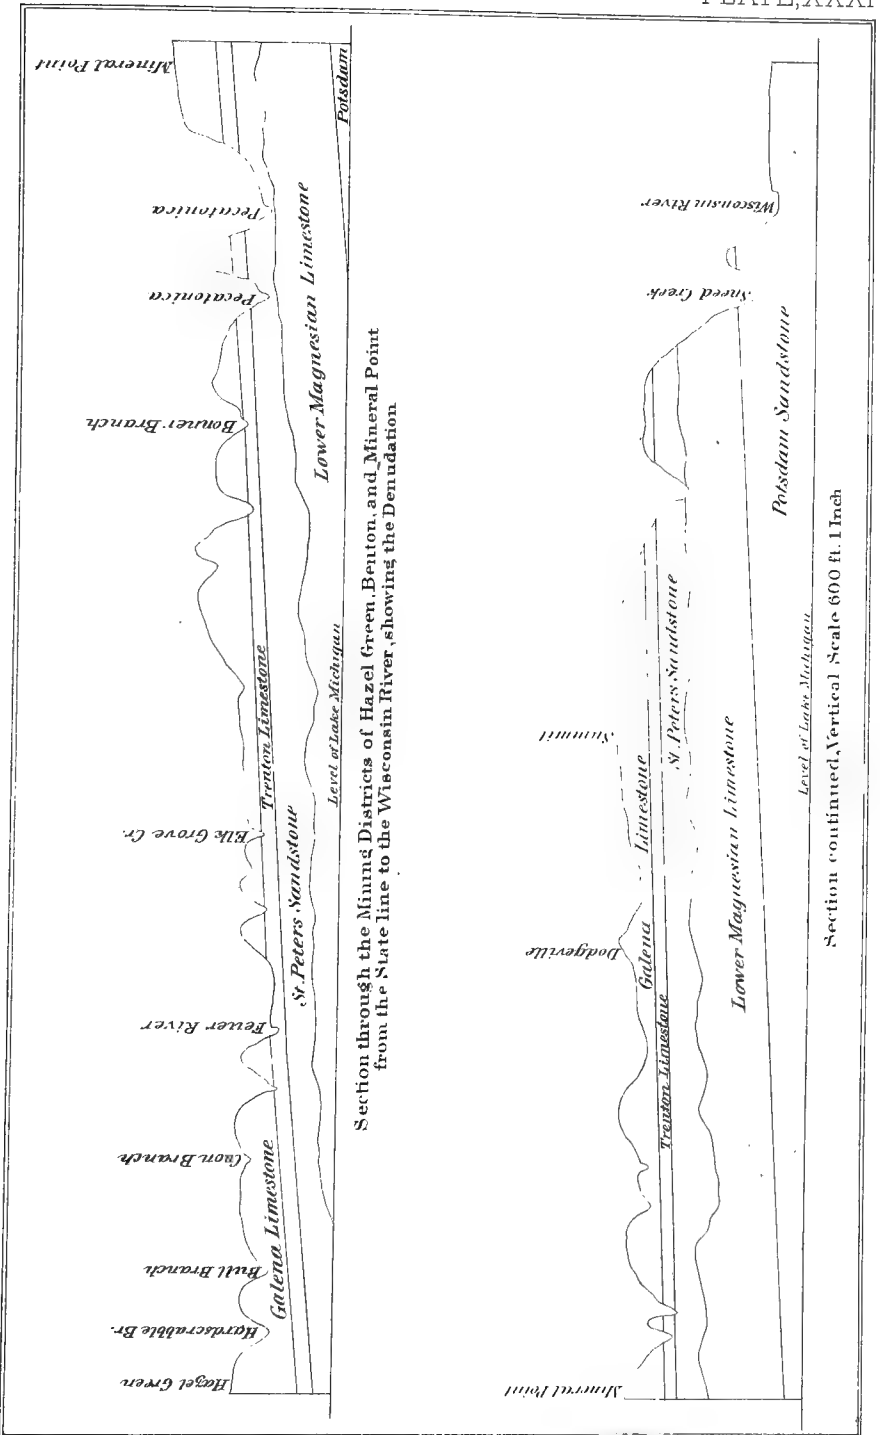 PLATE, XXXI
Hazel Green
Hardscrabble Br.
Bull Branch
Coon Branch
Fever River
Elk Grove Cr.
Bonner Branch
Pecatonica
Pecatonica
Mineral Point
Galena Limestone
St. Peters Sandstone
Trenton Limestone
Lower Magnesian Limestone
Potsdam
Level of Lake Michigan
Section through the Mining Districts of Hazel Green, Benton, and Mineral Point
from the State line to the Wisconsin River, showing the Denudation
Mineral Point
Dodgeville
Summit
Sneed Creek
Wisconsin River
Galena Limestone
Trenton Limestone
St. Peters Sandstone
Lower Magnesian Limestone
Potsdam Sandstone
Level of Lake Michigan
Section continued, Vertical Scale 600 ft. 1 Inch